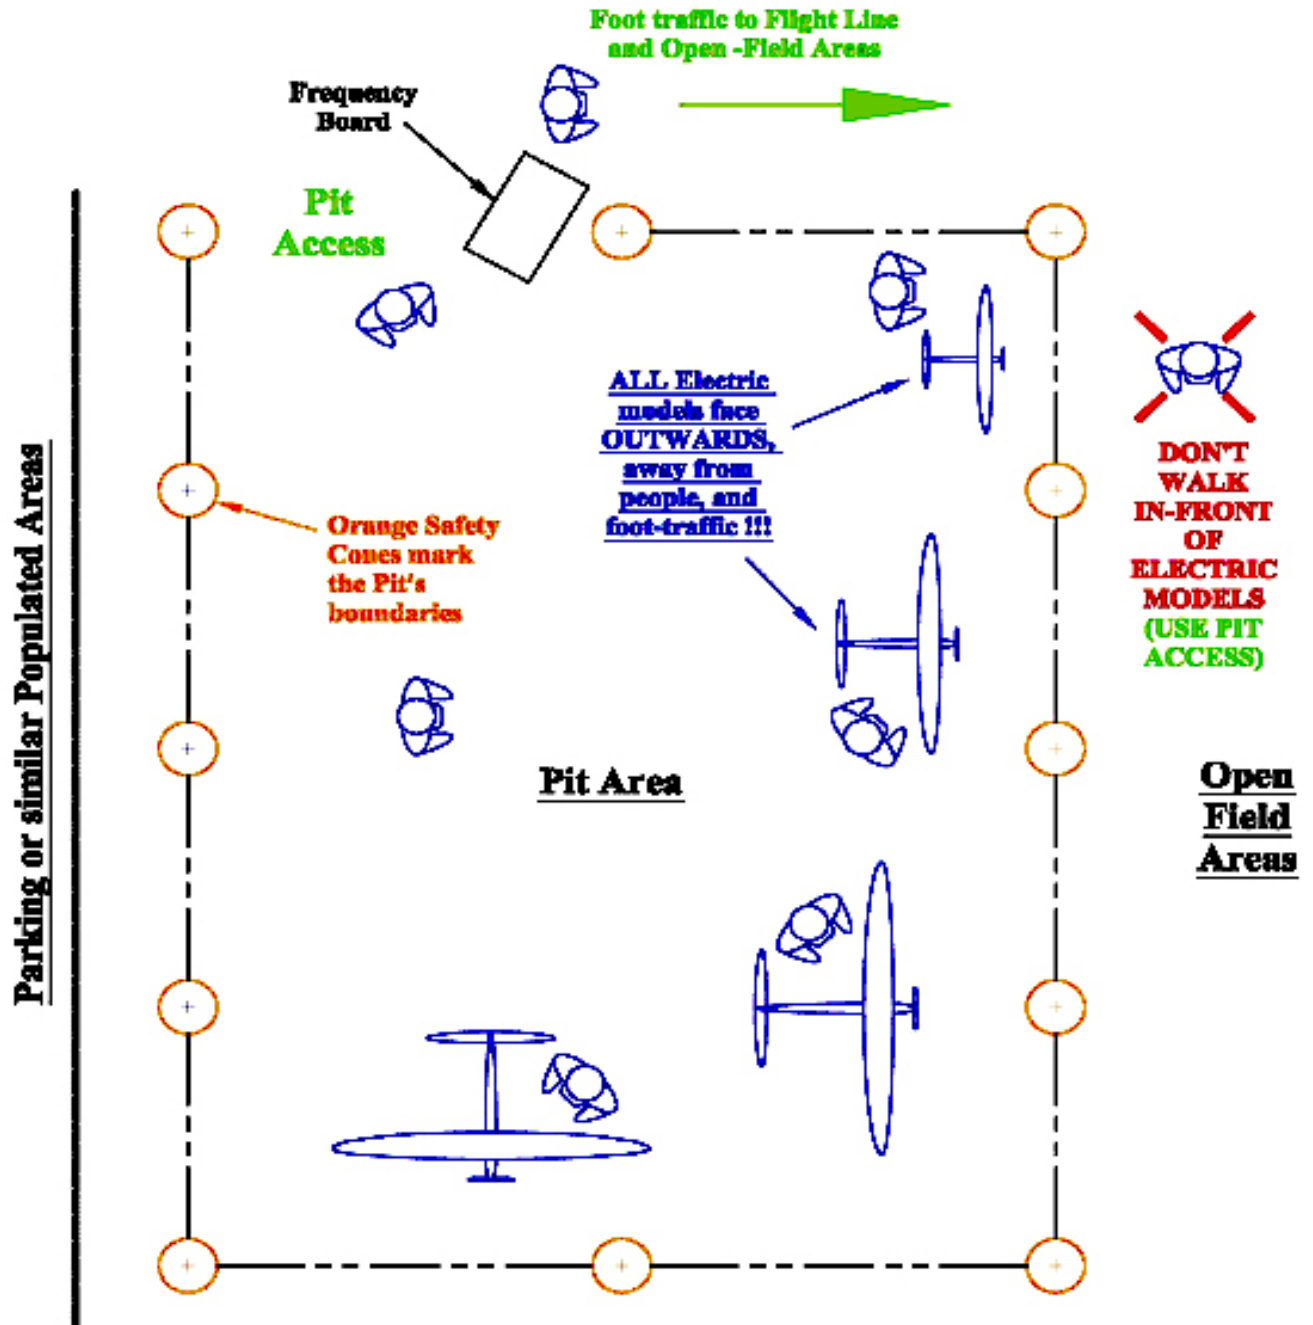 Foot traffic to Flight Line
and Open -Field Areas
Frequency
Board
Pit
Access
ALL Electric
models face
OUTWARDS,
away from
people, and
foot-traffic !!!
DON'T
WALK
IN-FRONT
OF
ELECTRIC
MODELS
(USE PIT
ACCESS)
Orange Safety
Cones mark
the Pit's
boundaries
Parking or similar Populated Areas
Pit Area
Open
Field
Areas